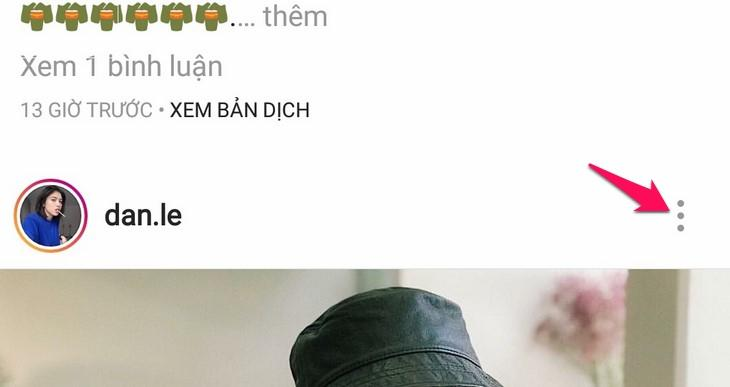 .... thêm
Xem 1 bình luận
13 GIỜ TRƯỚC • XEM BẢN DỊCH
dan.le